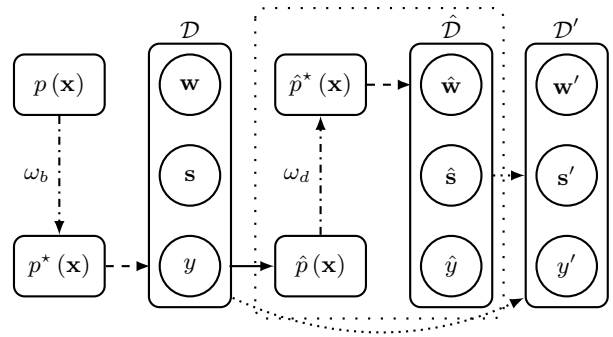 𝒟 𝒟̂ 𝒟′
p (x) w p̂⋆ (x) ŵ w′
ω_b s ω_d ŝ s′
p⋆ (x) y p̂ (x) ŷ y′